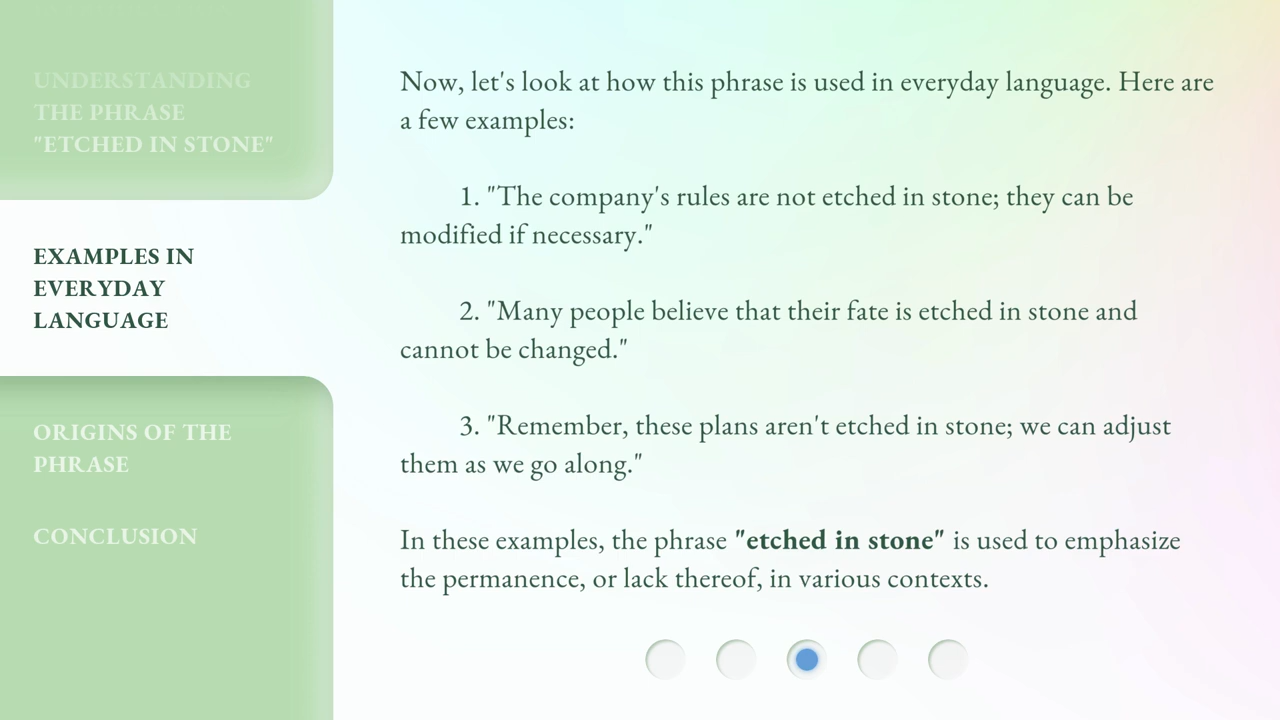 UNDERSTANDING
THE PHRASE
"ETCHED IN STONE"
EXAMPLES IN
EVERYDAY
LANGUAGE
ORIGINS OF THE
PHRASE
CONCLUSION
Now, let's look at how this phrase is used in everyday language. Here are
a few examples:
1. "The company's rules are not etched in stone; they can be
modified if necessary."
2. "Many people believe that their fate is etched in stone and
cannot be changed."
3. "Remember, these plans aren't etched in stone; we can adjust
them as we go along."
In these examples, the phrase "etched in stone" is used to emphasize
the permanence, or lack thereof, in various contexts.